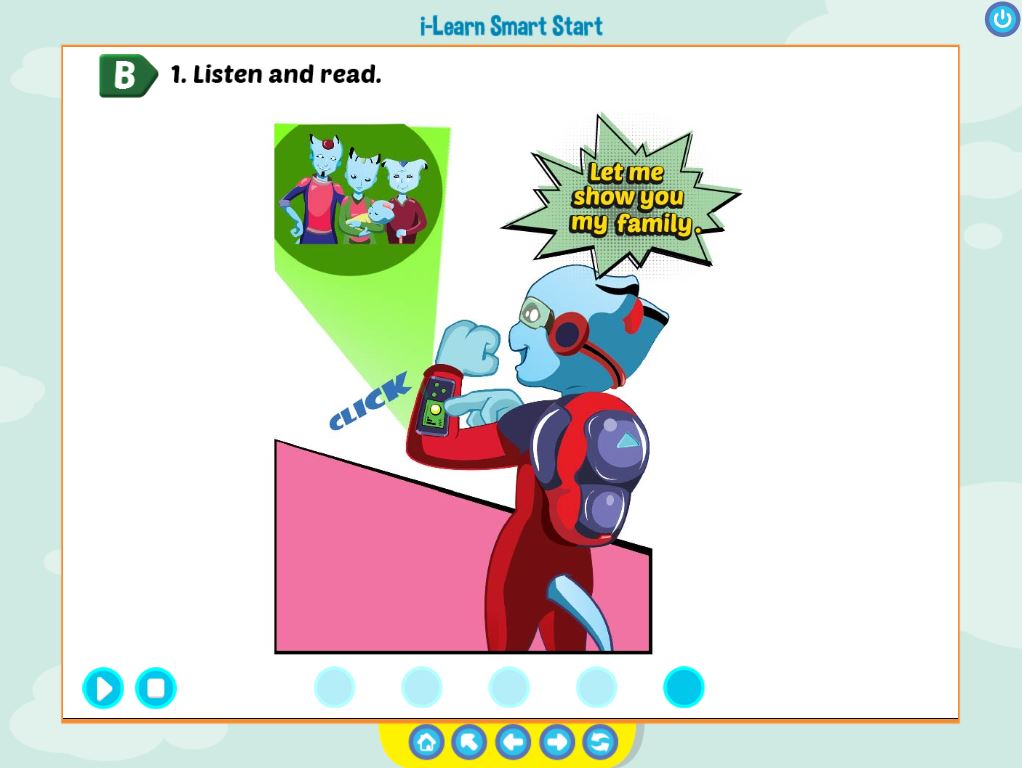 i-Learn Smart Start
B 1. Listen and read.
Let me
show you
my family.
CLICK